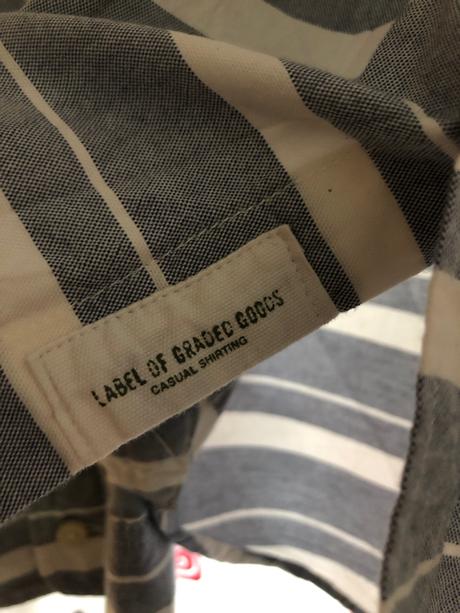 LABEL OF GRADED GOODS
CASUAL SHIRTING